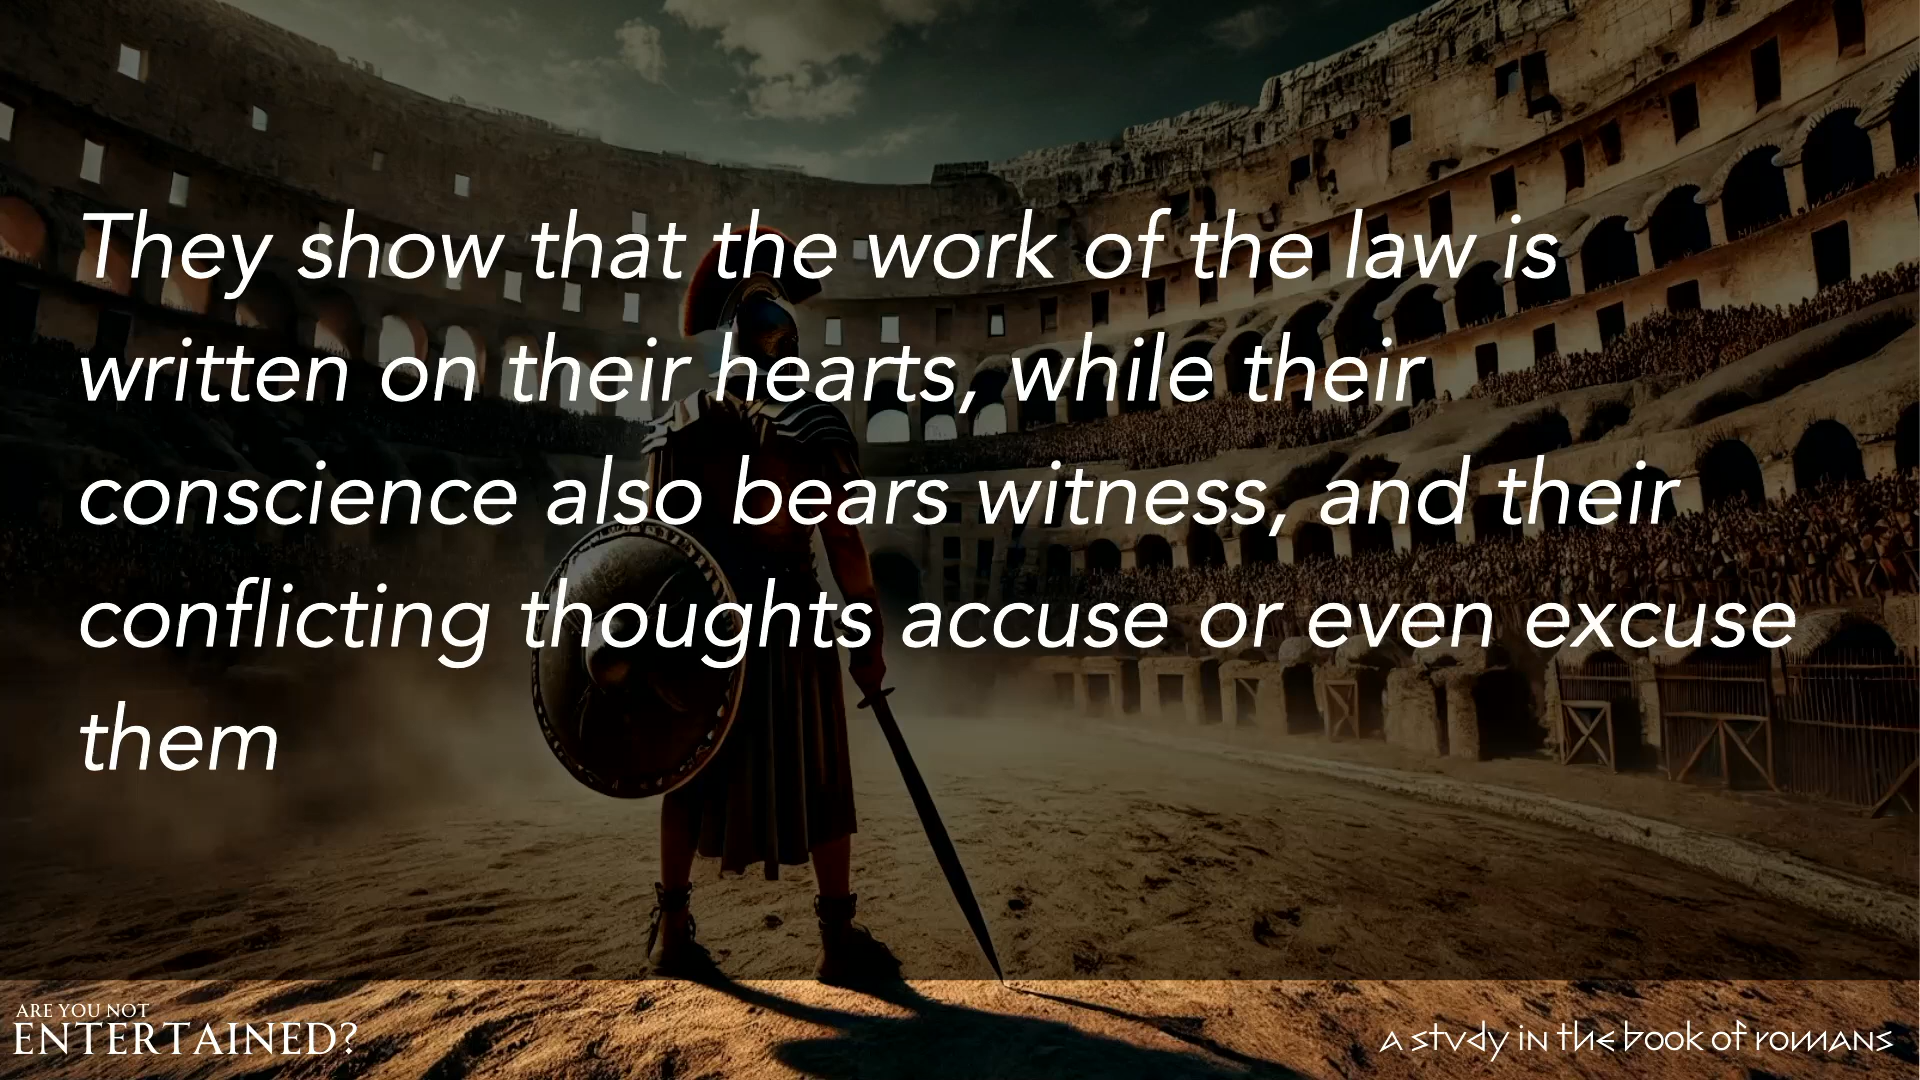 They show that the work of the law is
written on their hearts, while their
conscience also bears witness, and their
conflicting thoughts accuse or even excuse
them
ARE YOU NOT
ENTERTAINED?
a study in the book of romans